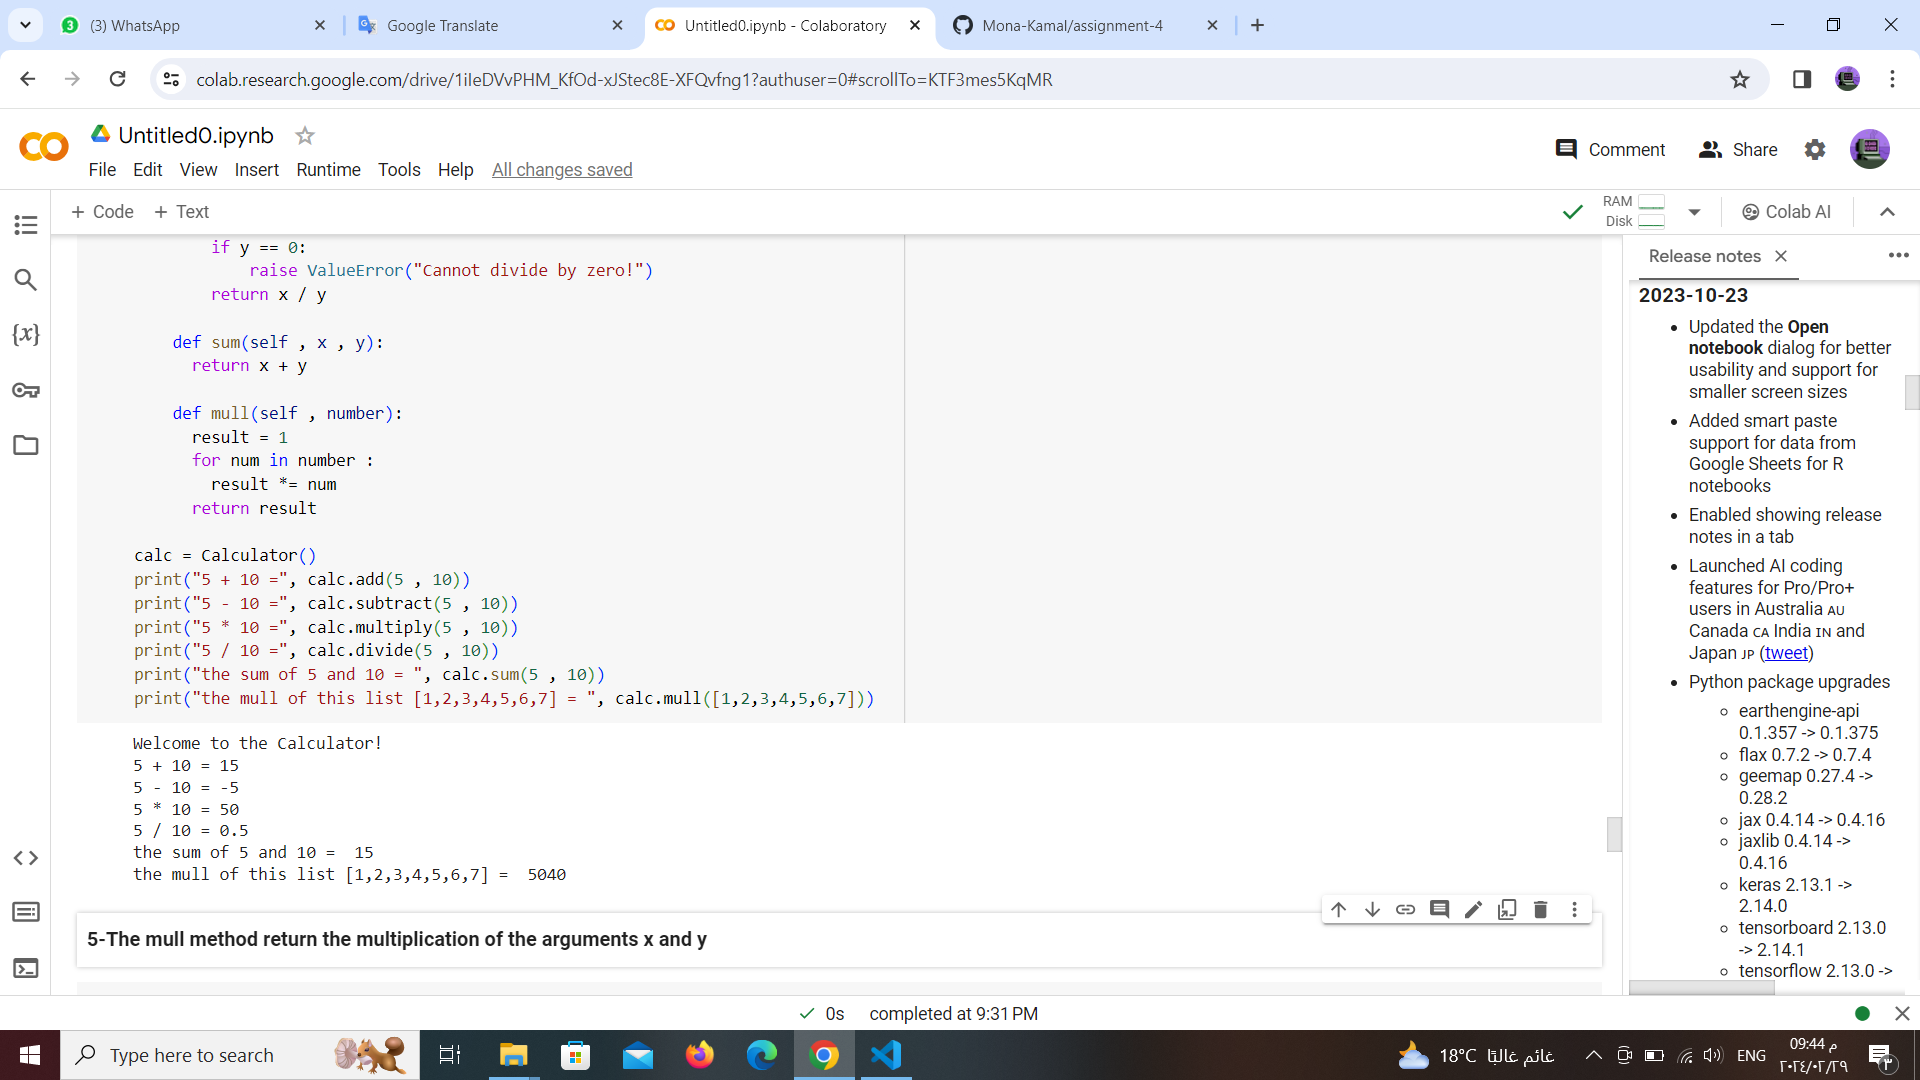 (3) WhatsApp
Google Translate
Untitled0.ipynb - Colaboratory
Mona-Kamal/assignment-4
colab.research.google.com/drive/1iIeDVvPHM_KfOd-xJStec8E-XFQvfng1?authuser=0#scrollTo=KTF3mes5KqMR
Untitled0.ipynb
File Edit View Insert Runtime Tools Help All changes saved
Comment
Share
+ Code + Text
RAM
Disk
Colab AI
if y == 0:
raise ValueError("Cannot divide by zero!")
return x / y
def sum(self , x , y):
return x + y
def mull(self , number):
result = 1
for num in number :
result *= num
return result
calc = Calculator()
print("5 + 10 =", calc.add(5 , 10))
print("5 - 10 =", calc.subtract(5 , 10))
print("5 * 10 =", calc.multiply(5 , 10))
print("5 / 10 =", calc.divide(5 , 10))
print("the sum of 5 and 10 = ", calc.sum(5 , 10))
print("the mull of this list [1,2,3,4,5,6,7] = ", calc.mull([1,2,3,4,5,6,7]))
Welcome to the Calculator!
5 + 10 = 15
5 - 10 = -5
5 * 10 = 50
5 / 10 = 0.5
the sum of 5 and 10 =  15
the mull of this list [1,2,3,4,5,6,7] =  5040
5-The mull method return the multiplication of the arguments x and y
Release notes
2023-10-23
Updated the Open
notebook dialog for better
usability and support for
smaller screen sizes
Added smart paste
support for data from
Google Sheets for R
notebooks
Enabled showing release
notes in a tab
Launched AI coding
features for Pro/Pro+
users in Australia AU
Canada CA India IN and
Japan JP (tweet)
Python package upgrades
earthengine-api
0.1.357 -> 0.1.375
flax 0.7.2 -> 0.7.4
geemap 0.27.4 ->
0.28.2
jax 0.4.14 -> 0.4.16
jaxlib 0.4.14 ->
0.4.16
keras 2.13.1 ->
2.14.0
tensorboard 2.13.0
-> 2.14.1
tensorflow 2.13.0 ->
0s completed at 9:31 PM
Type here to search
18°C غائم غالبًا
ENG
09:44 م
٢٠٢٤/٠٢/٢٩
٣